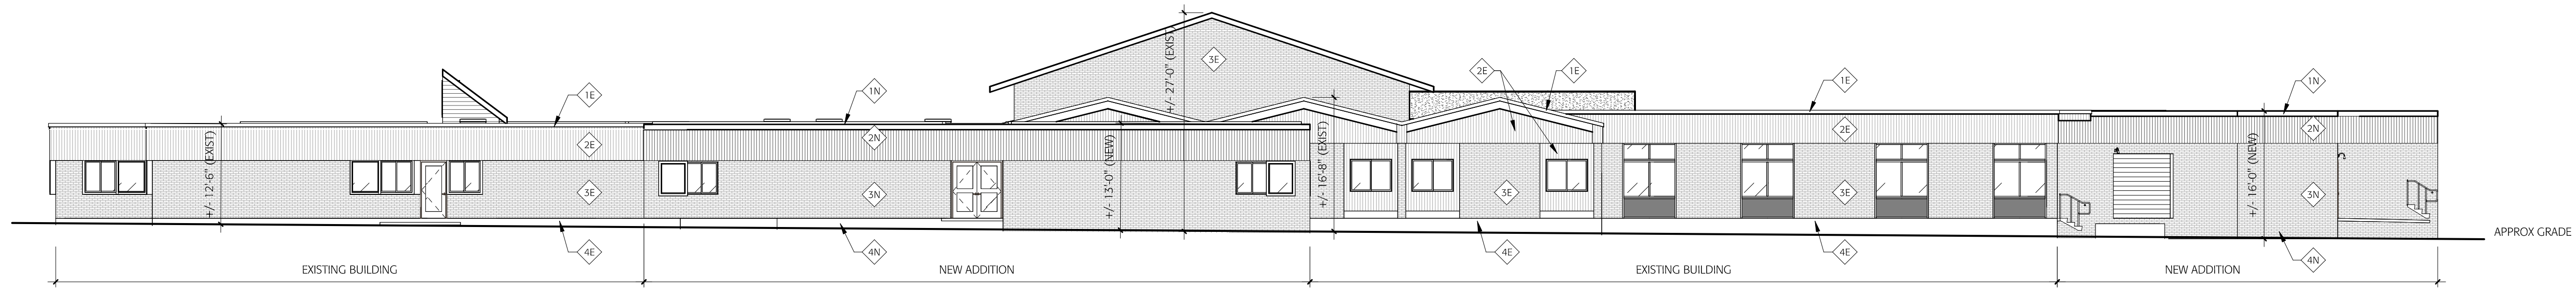 3E
+/- 27'-0" (EXIST)
2E
1E
1E
1N
1E
1N
2E
2N
+/- 12'-6" (EXIST)
3E
3N
+/- 13'-0" (NEW)
+/- 16'-8" (EXIST)
3E
2E
3E
2N
+/- 16'-0" (NEW)
3N
APPROX GRADE
4E
4N
4E
4E
4N
EXISTING BUILDING
NEW ADDITION
EXISTING BUILDING
NEW ADDITION